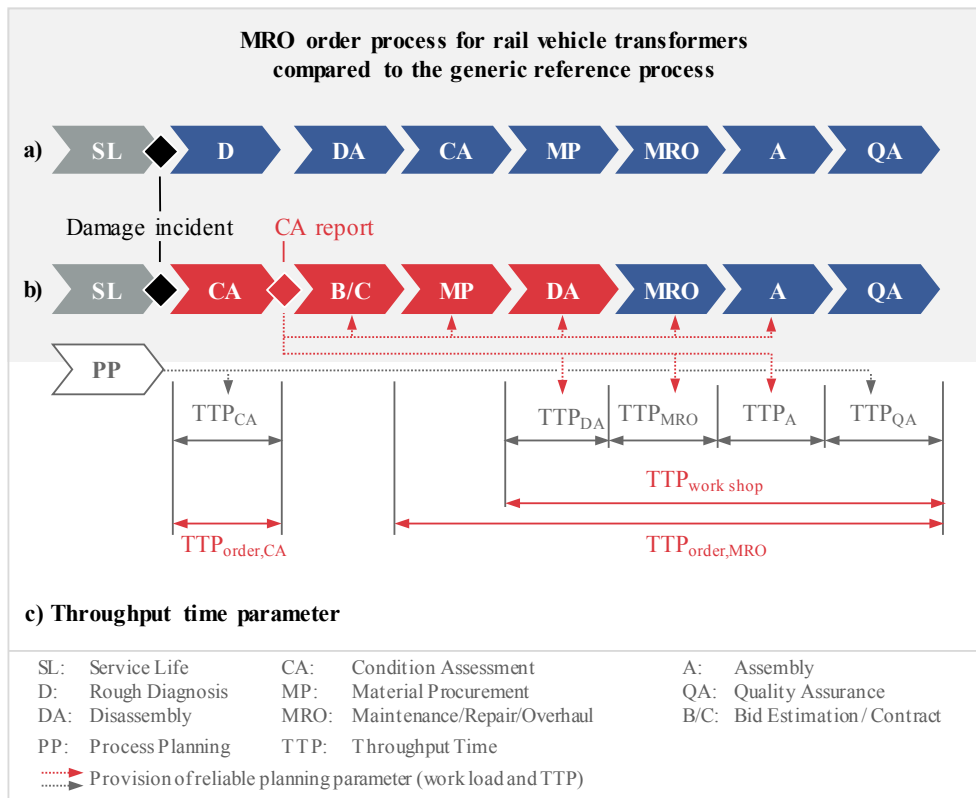 MRO order process for rail vehicle transformers
compared to the generic reference process
a) SL D DA CA MP MRO A QA
Damage incident CA report
b) SL CA B/C MP DA MRO A QA
PP
TTP_CA TTP_DA TTP_MRO TTP_A TTP_QA
TTP_work shop
TTP_order,CA TTP_order,MRO
c) Throughput time parameter
SL: Service Life CA: Condition Assessment A: Assembly
D: Rough Diagnosis MP: Material Procurement QA: Quality Assurance
DA: Disassembly MRO: Maintenance/Repair/Overhaul B/C: Bid Estimation / Contract
PP: Process Planning TTP: Throughput Time
Provision of reliable planning parameter (work load and TTP)